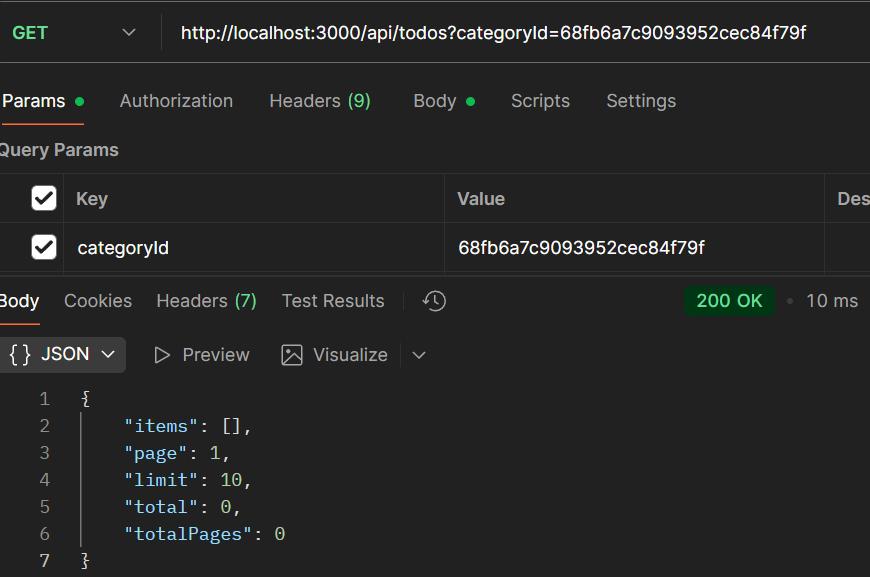 GET http://localhost:3000/api/todos?categoryId=68fb6a7c9093952cec84f79f
Params Authorization Headers (9) Body Scripts Settings
Query Params
Key Value Des
categoryId 68fb6a7c9093952cec84f79f
Body Cookies Headers (7) Test Results 200 OK • 10 ms
{} JSON Preview Visualize
1 {
2 "items": [],
3 "page": 1,
4 "limit": 10,
5 "total": 0,
6 "totalPages": 0
7 }